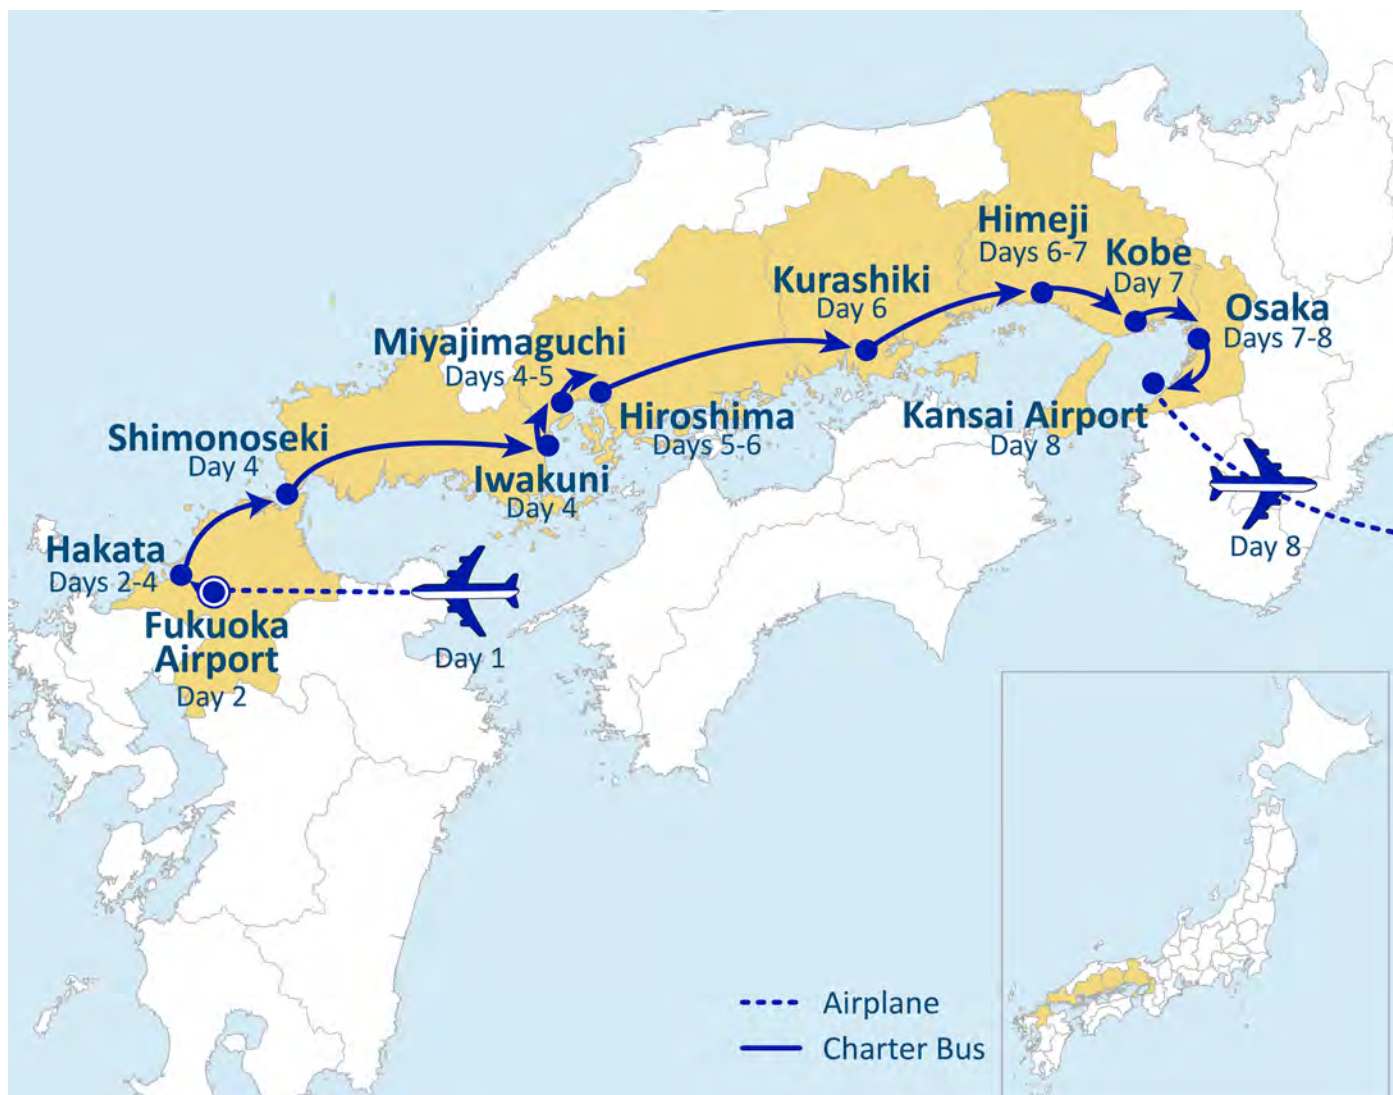 Himeji
Days 6-7
Kobe
Day 7
Kurashiki
Day 6
Osaka
Days 7-8
Miyajimaguchi
Days 4-5
Kansai Airport
Day 8
Hiroshima
Days 5-6
Shimonoseki
Day 4
Iwakuni
Day 4
Hakata
Days 2-4
Day 8
Fukuoka
Airport
Day 2
Day 1
Airplane
Charter Bus